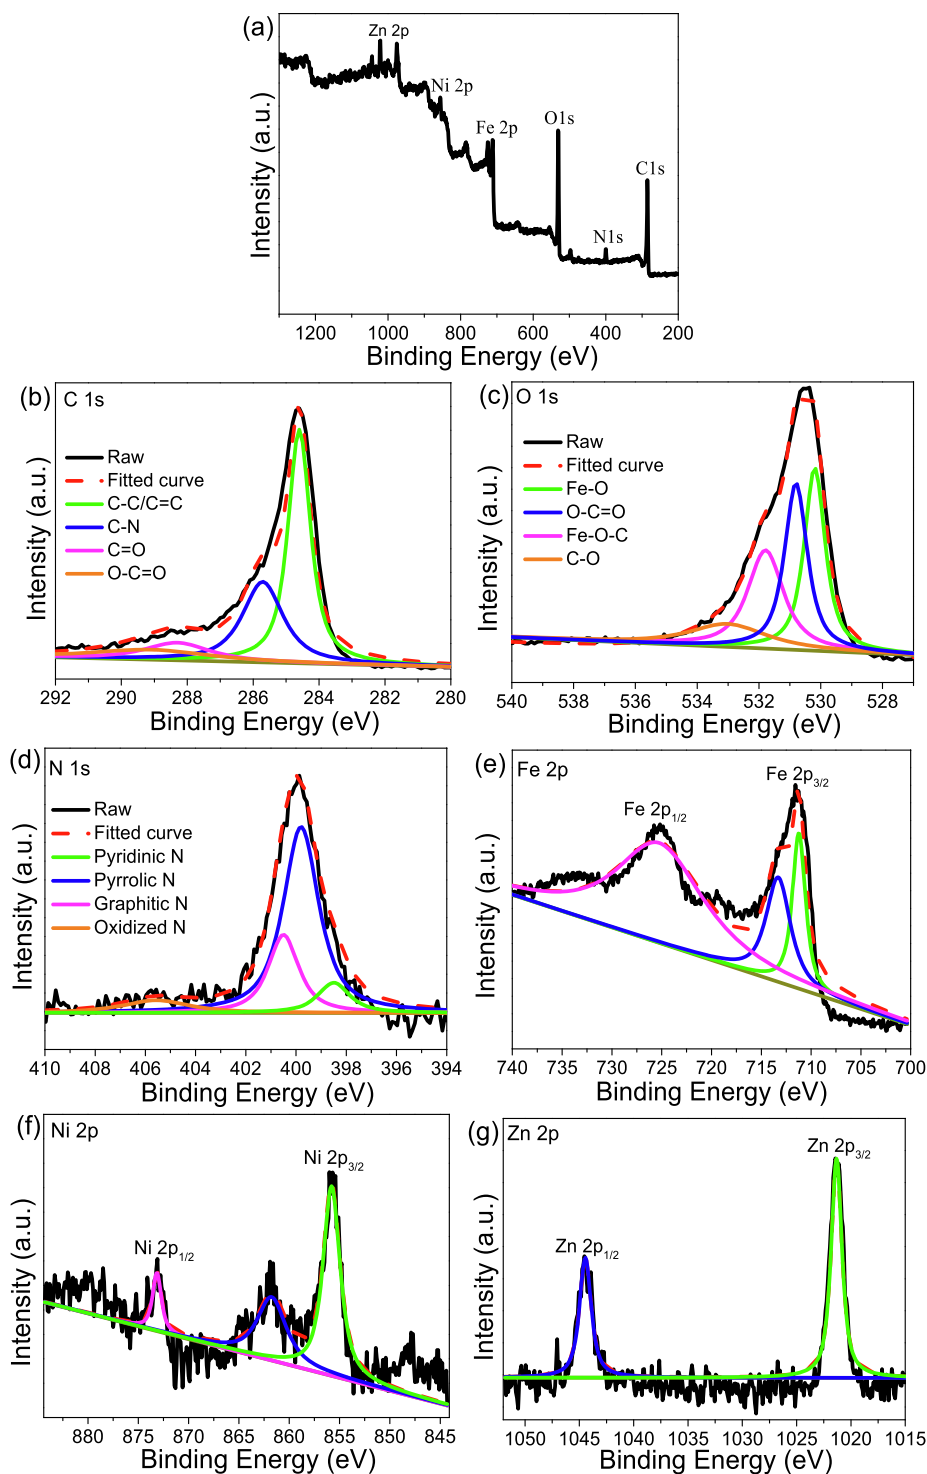 (a)
Zn 2p
Ni 2p
Fe 2p
O1s
C1s
N1s
Intensity (a.u.)
1200 1000 800 600 400 200
Binding Energy (eV)
(b) C 1s
Raw
Fitted curve
C-C/C=C
C-N
C=O
O-C=O
Intensity (a.u.)
292 290 288 286 284 282 280
Binding Energy (eV)
(c) O 1s
Raw
Fitted curve
Fe-O
O-C=O
Fe-O-C
C-O
Intensity (a.u.)
540 538 536 534 532 530 528
Binding Energy (eV)
(d) N 1s
Raw
Fitted curve
Pyridinic N
Pyrrolic N
Graphitic N
Oxidized N
Intensity (a.u.)
410 408 406 404 402 400 398 396 394
Binding Energy (eV)
(e) Fe 2p
Fe 2p3/2
Fe 2p1/2
Intensity (a.u.)
740 735 730 725 720 715 710 705 700
Binding Energy (eV)
(f) Ni 2p
Ni 2p3/2
Ni 2p1/2
Intensity (a.u.)
880 875 870 865 860 855 850 845
Binding Energy (eV)
(g) Zn 2p
Zn 2p3/2
Zn 2p1/2
Intensity (a.u.)
1050 1045 1040 1035 1030 1025 1020 1015
Binding Energy (eV)